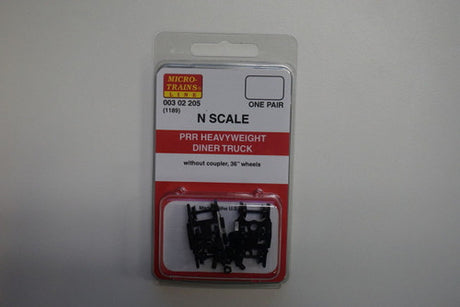 MICRO-
TRAINS®
LINE
003 02 205
(1189)
ONE PAIR
N SCALE
PRR HEAVYWEIGHT
DINER TRUCK
without coupler, 36" wheels